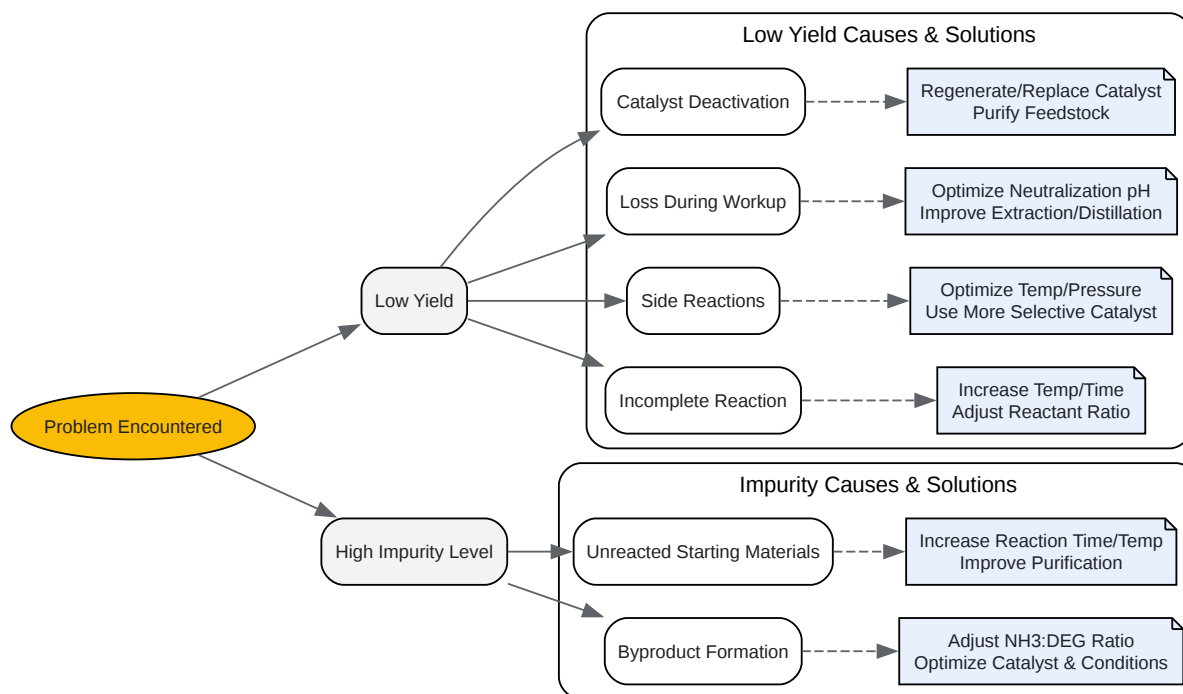 Low Yield Causes & Solutions
Catalyst Deactivation
Regenerate/Replace Catalyst
Purify Feedstock
Loss During Workup
Optimize Neutralization pH
Improve Extraction/Distillation
Low Yield
Side Reactions
Optimize Temp/Pressure
Use More Selective Catalyst
Incomplete Reaction
Increase Temp/Time
Adjust Reactant Ratio
Problem Encountered
Impurity Causes & Solutions
High Impurity Level
Unreacted Starting Materials
Increase Reaction Time/Temp
Improve Purification
Byproduct Formation
Adjust NH3:DEG Ratio
Optimize Catalyst & Conditions